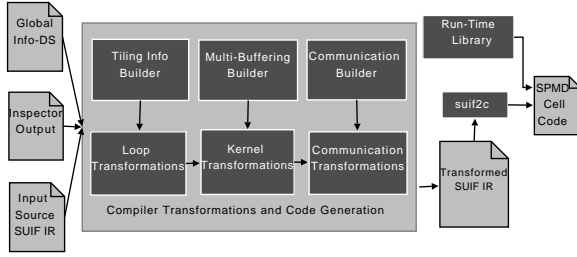 Global
Info-DS
Inspector
Output
Input
Source
SUIF IR
Tiling Info
Builder
Multi-Buffering
Builder
Communication
Builder
Loop
Transformations
Kernel
Transformations
Communication
Transformations
Compiler Transformations and Code Generation
Run-Time
Library
suif2c
Transformed
SUIF IR
SPMD
Cell
Code